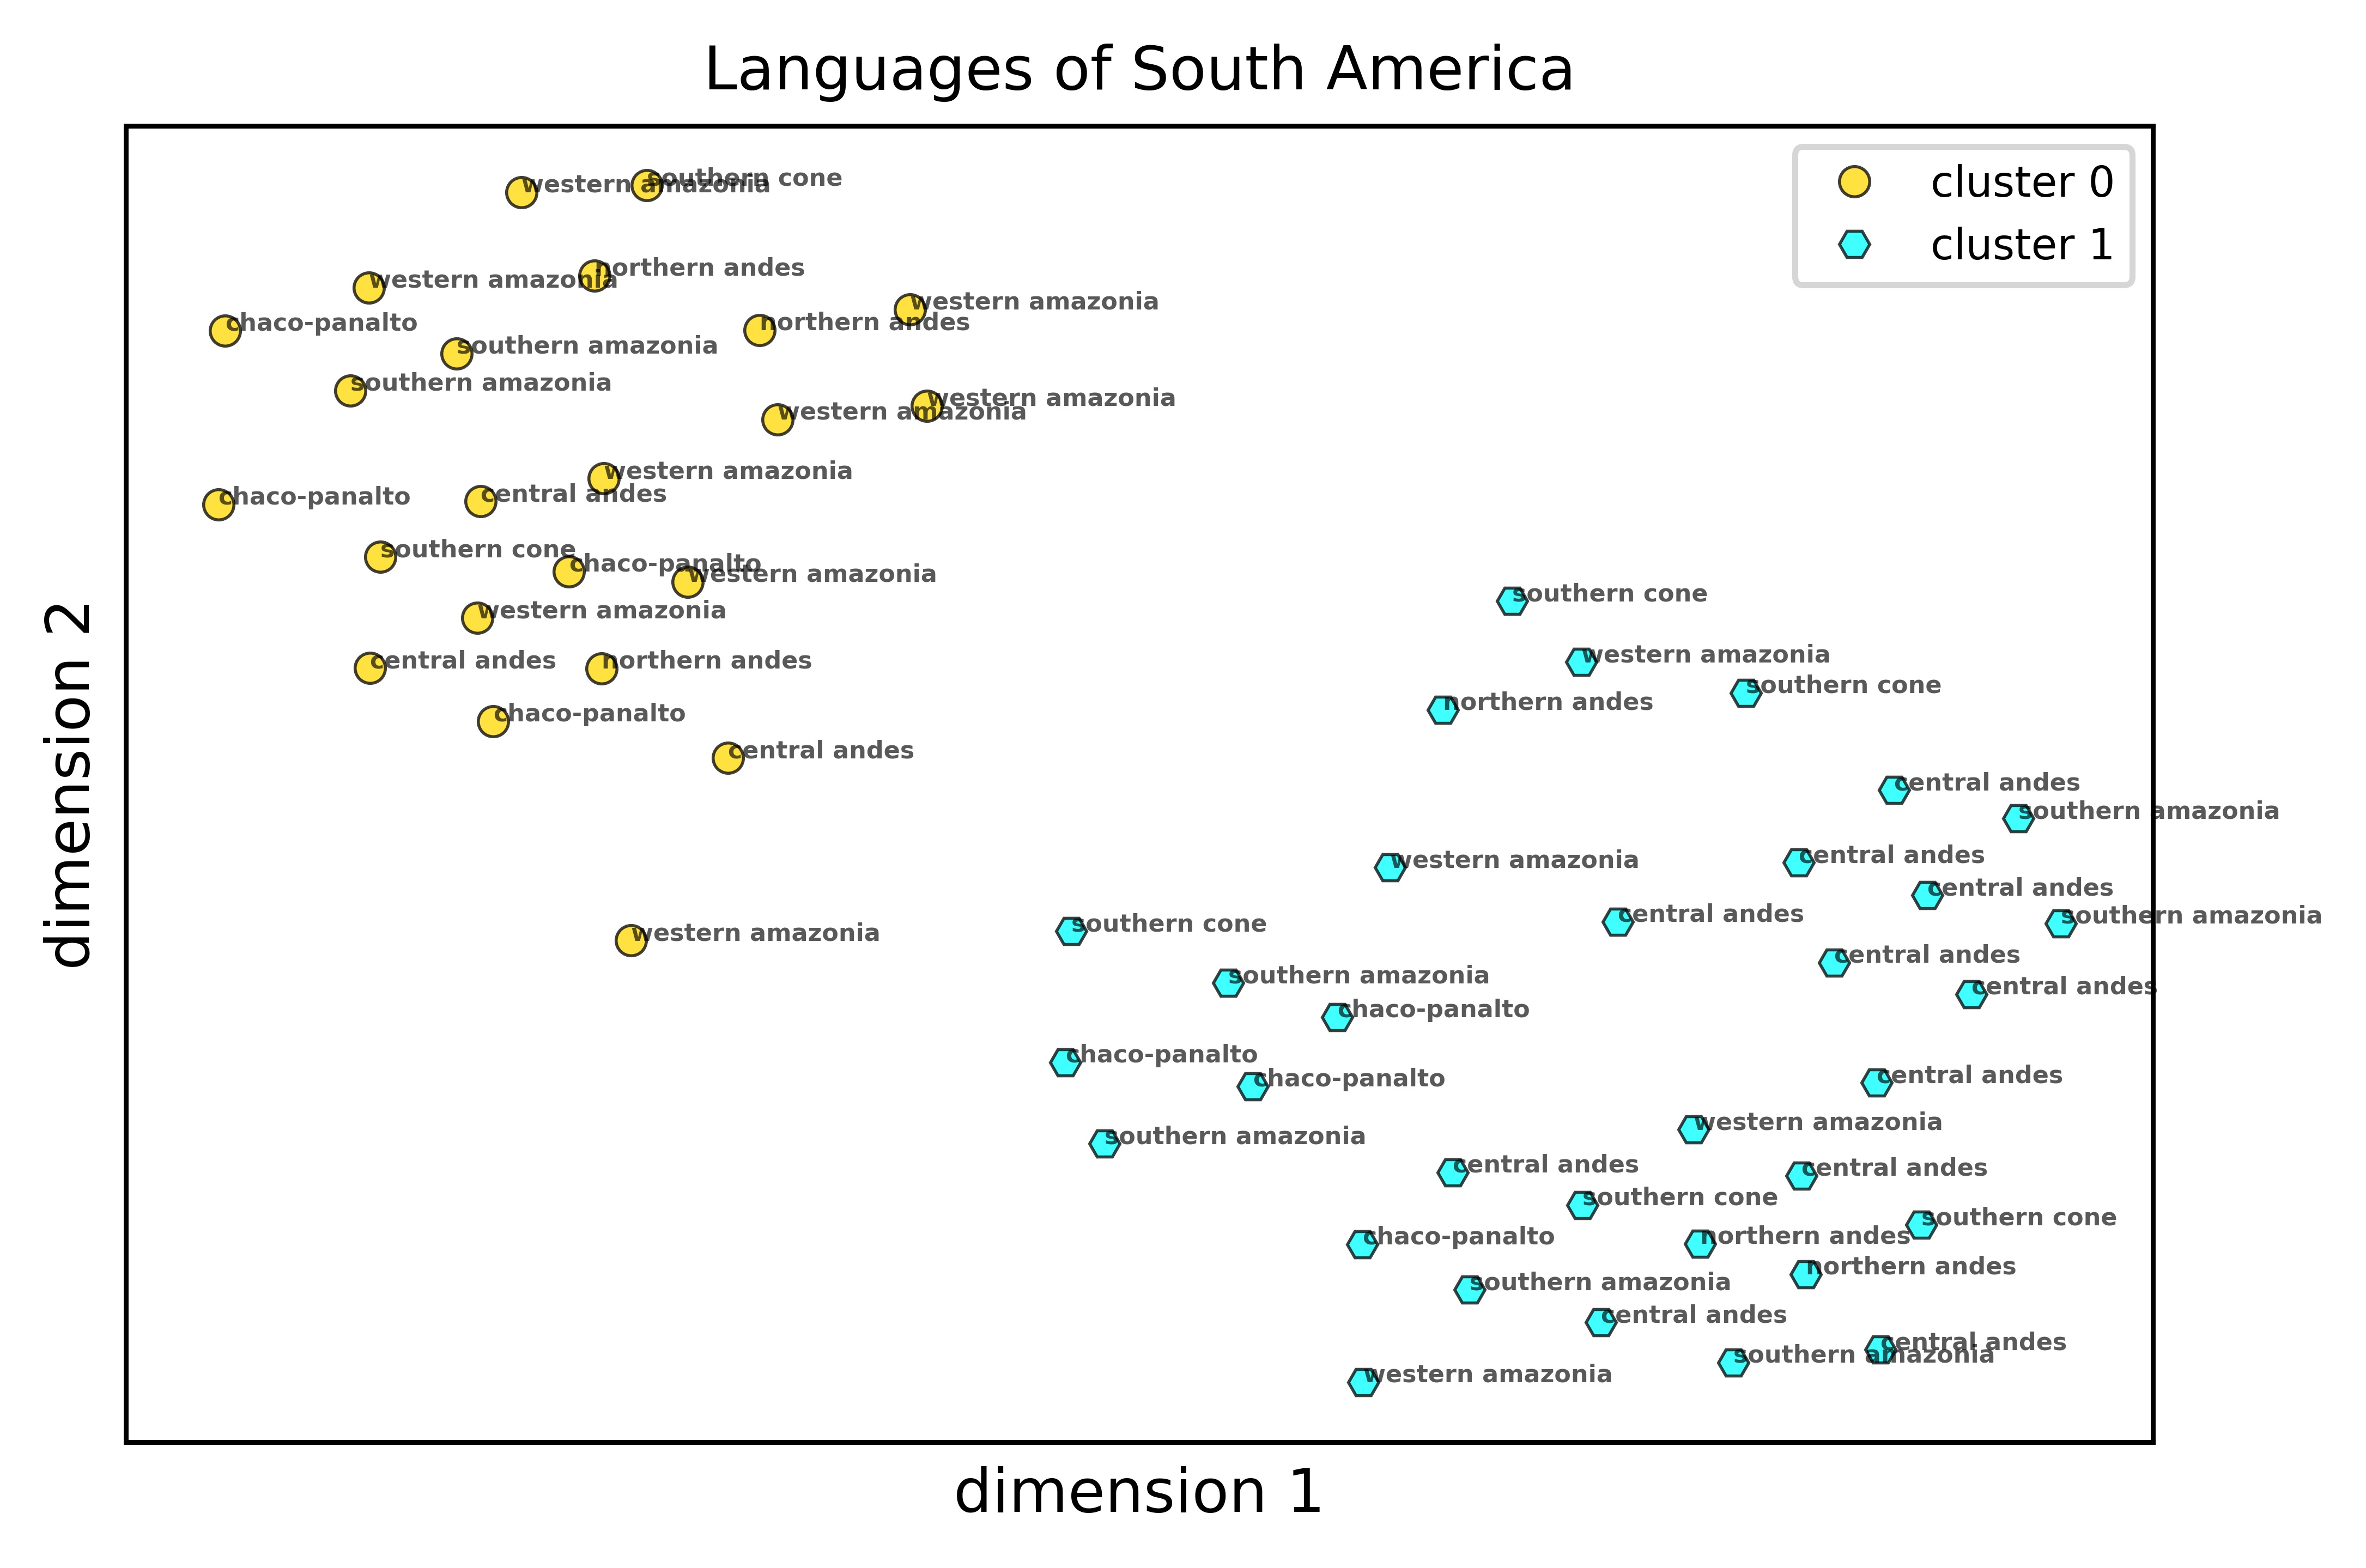 Languages of South America
cluster 0
cluster 1
southern cone
western amazonia
northern andes
western amazonia
western amazonia
chaco-panalto
northern andes
southern amazonia
southern amazonia
western amazonia
western amazonia
western amazonia
central andes
chaco-panalto
southern cone
chaco-panalto
western amazonia
southern cone
western amazonia
western amazonia
central andes
northern andes
southern cone
northern andes
chaco-panalto
central andes
central andes
southern amazonia
central andes
western amazonia
central andes
central andes
southern amazonia
southern cone
western amazonia
central andes
southern amazonia
central andes
chaco-panalto
chaco-panalto
central andes
chaco-panalto
western amazonia
southern amazonia
central andes
central andes
southern cone
southern cone
chaco-panalto
northern andes
northern andes
southern amazonia
central andes
central andes
southern amazonia
western amazonia
dimension 2
dimension 1